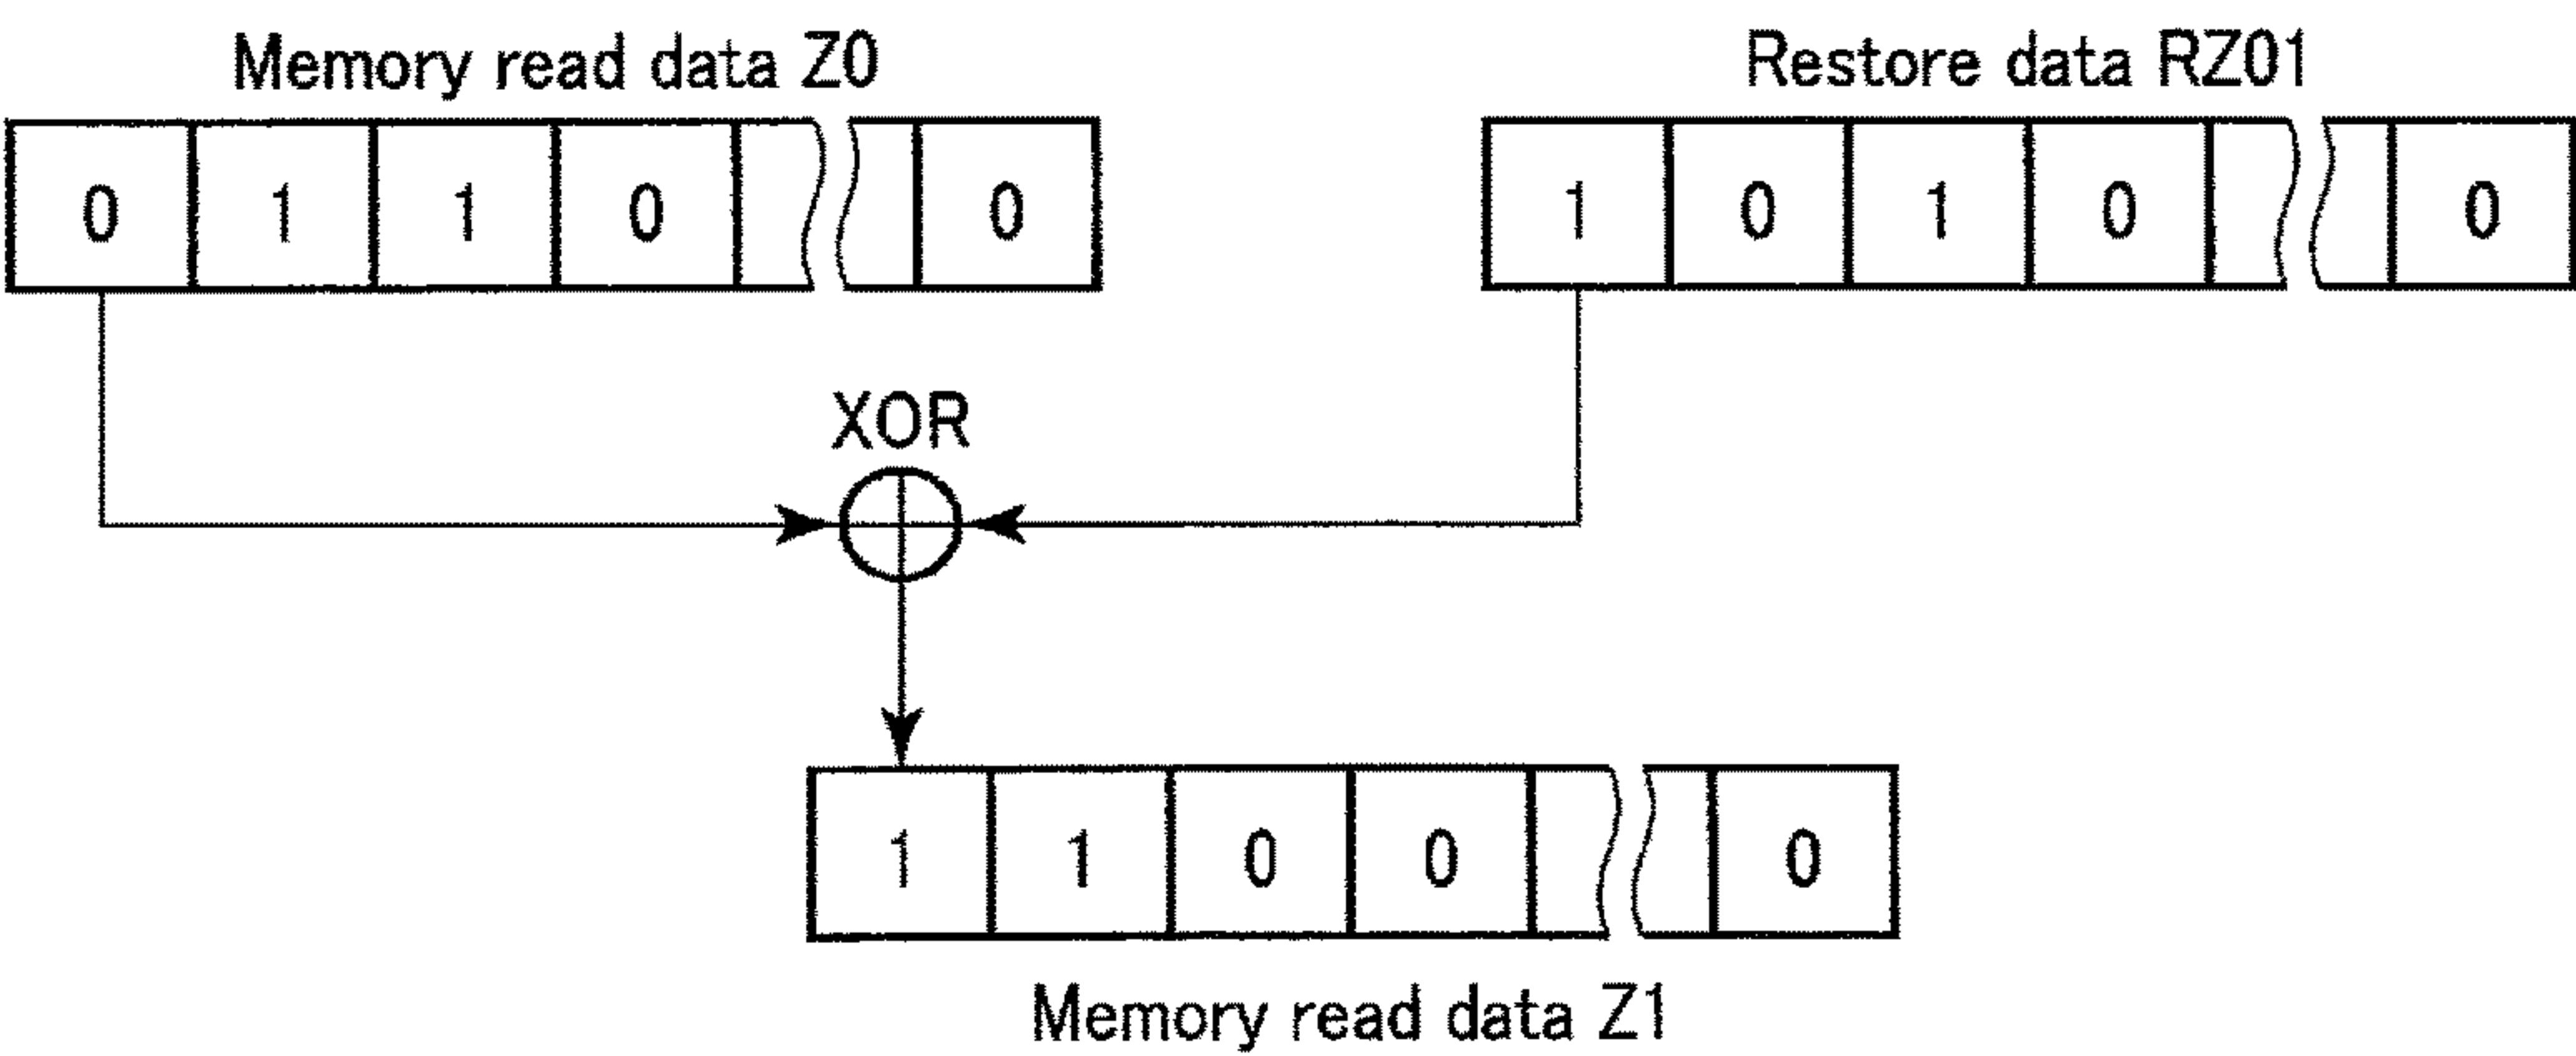 Memory read data Z0
Restore data RZ01
0 1 1 0 0
1 0 1 0 0
XOR
1 1 0 0 0
Memory read data Z1